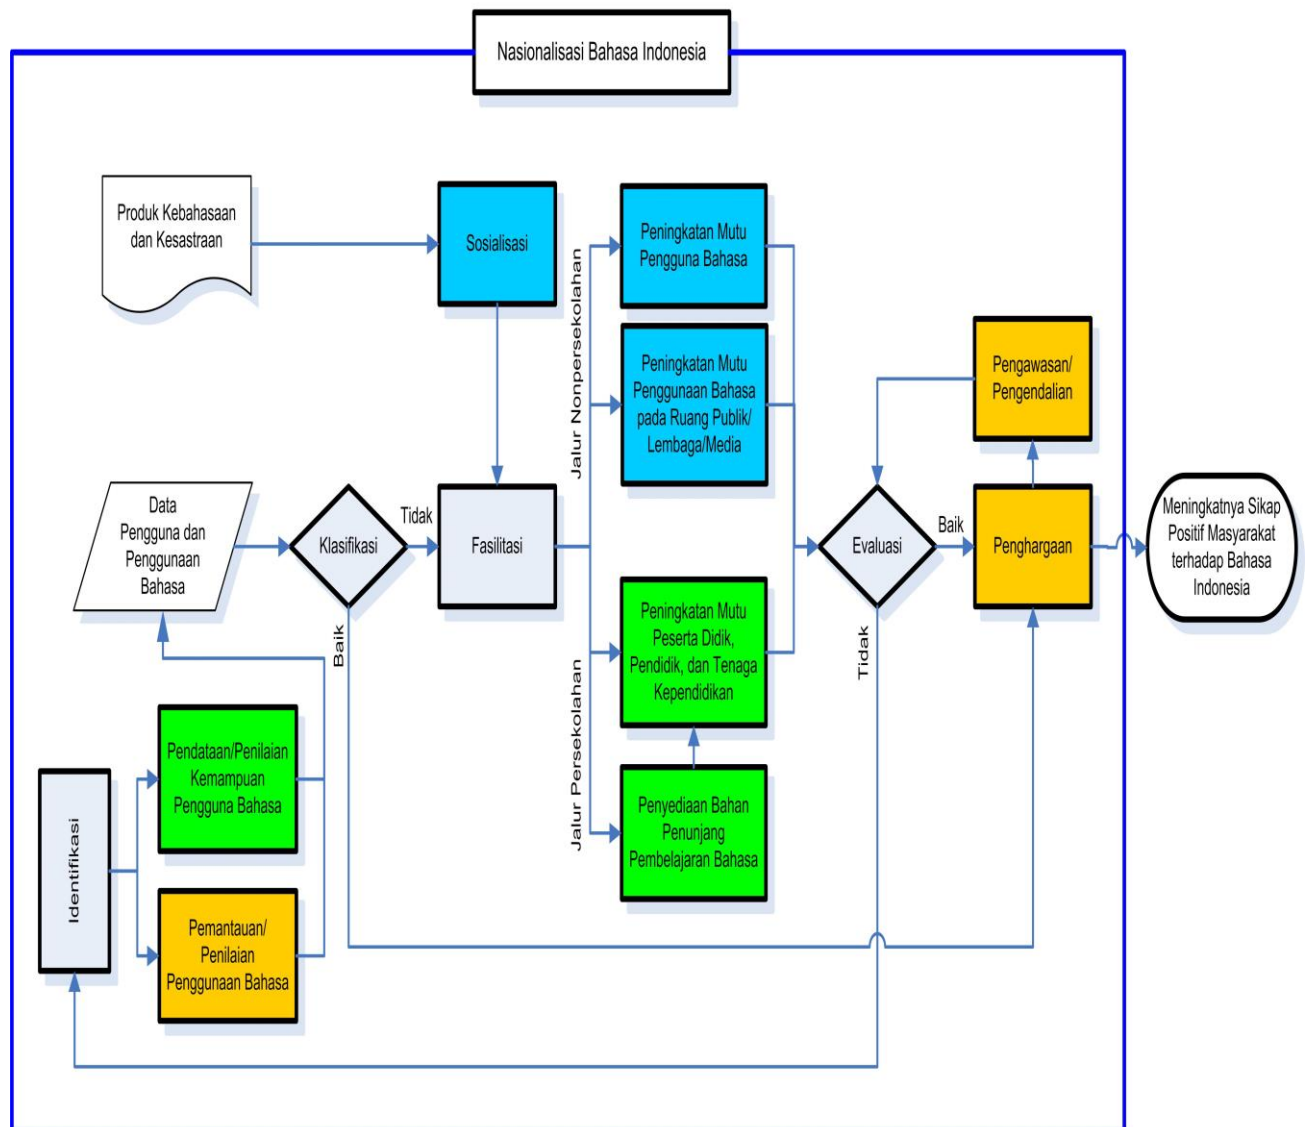 Nasionalisasi Bahasa Indonesia
Produk Kebahasaan
dan Kesastraan
Sosialisasi
Jalur Nonpersekolahan
Peningkatan Mutu
Pengguna Bahasa
Peningkatan Mutu
Penggunaan Bahasa
pada Ruang Publik/
Lembaga/Media
Pengawasan/
Pengendalian
Data
Pengguna dan
Penggunaan
Bahasa
Klasifikasi
Tidak
Baik
Fasilitasi
Evaluasi
Baik
Tidak
Penghargaan
Meningkatnya Sikap
Positif Masyarakat
terhadap Bahasa
Indonesia
Jalur Persekolahan
Peningkatan Mutu
Peserta Didik,
Pendidik, dan Tenaga
Kependidikan
Penyediaan Bahan
Penunjang
Pembelajaran Bahasa
Identifikasi
Pendataan/Penilaian
Kemampuan
Pengguna Bahasa
Pemantauan/
Penilaian
Penggunaan Bahasa